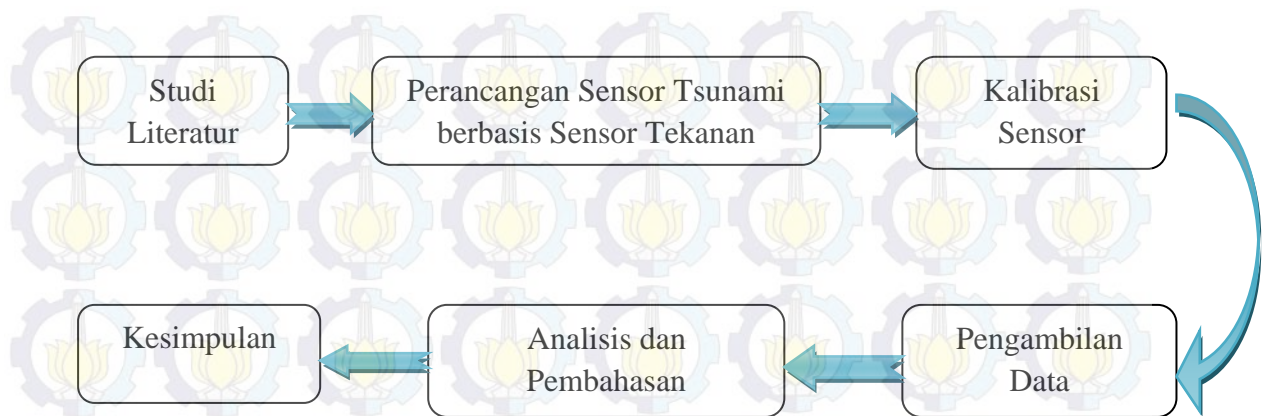 Studi
Literatur
Perancangan Sensor Tsunami
berbasis Sensor Tekanan
Kalibrasi
Sensor
Pengambilan
Data
Analisis dan
Pembahasan
Kesimpulan